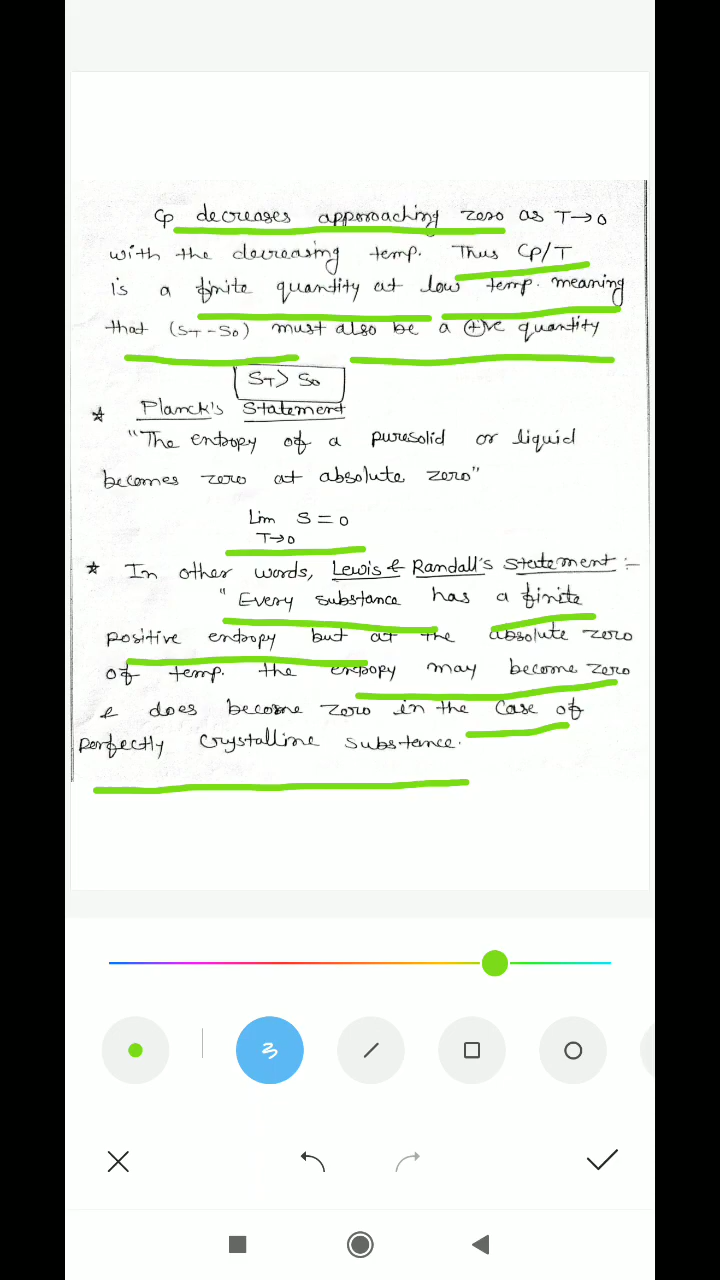 Cp decreases approaching zero as T→0
with the decreasing temp. Thus Cp/T
is a finite quantity at low temp. meaning
that (ST - S0) must also be a ⊕ve quantity
ST > S0
* Planck's Statement
"The entropy of a puresolid or liquid
becomes zero at absolute zero"
Lim S = 0
T→0
* In other words, Lewis & Randall's statement :-
" Every substance has a finite
positive entropy but at the absolute zero
of temp. the entropy may become zero
& does become zero in the case of
perfectly crystalline substance.